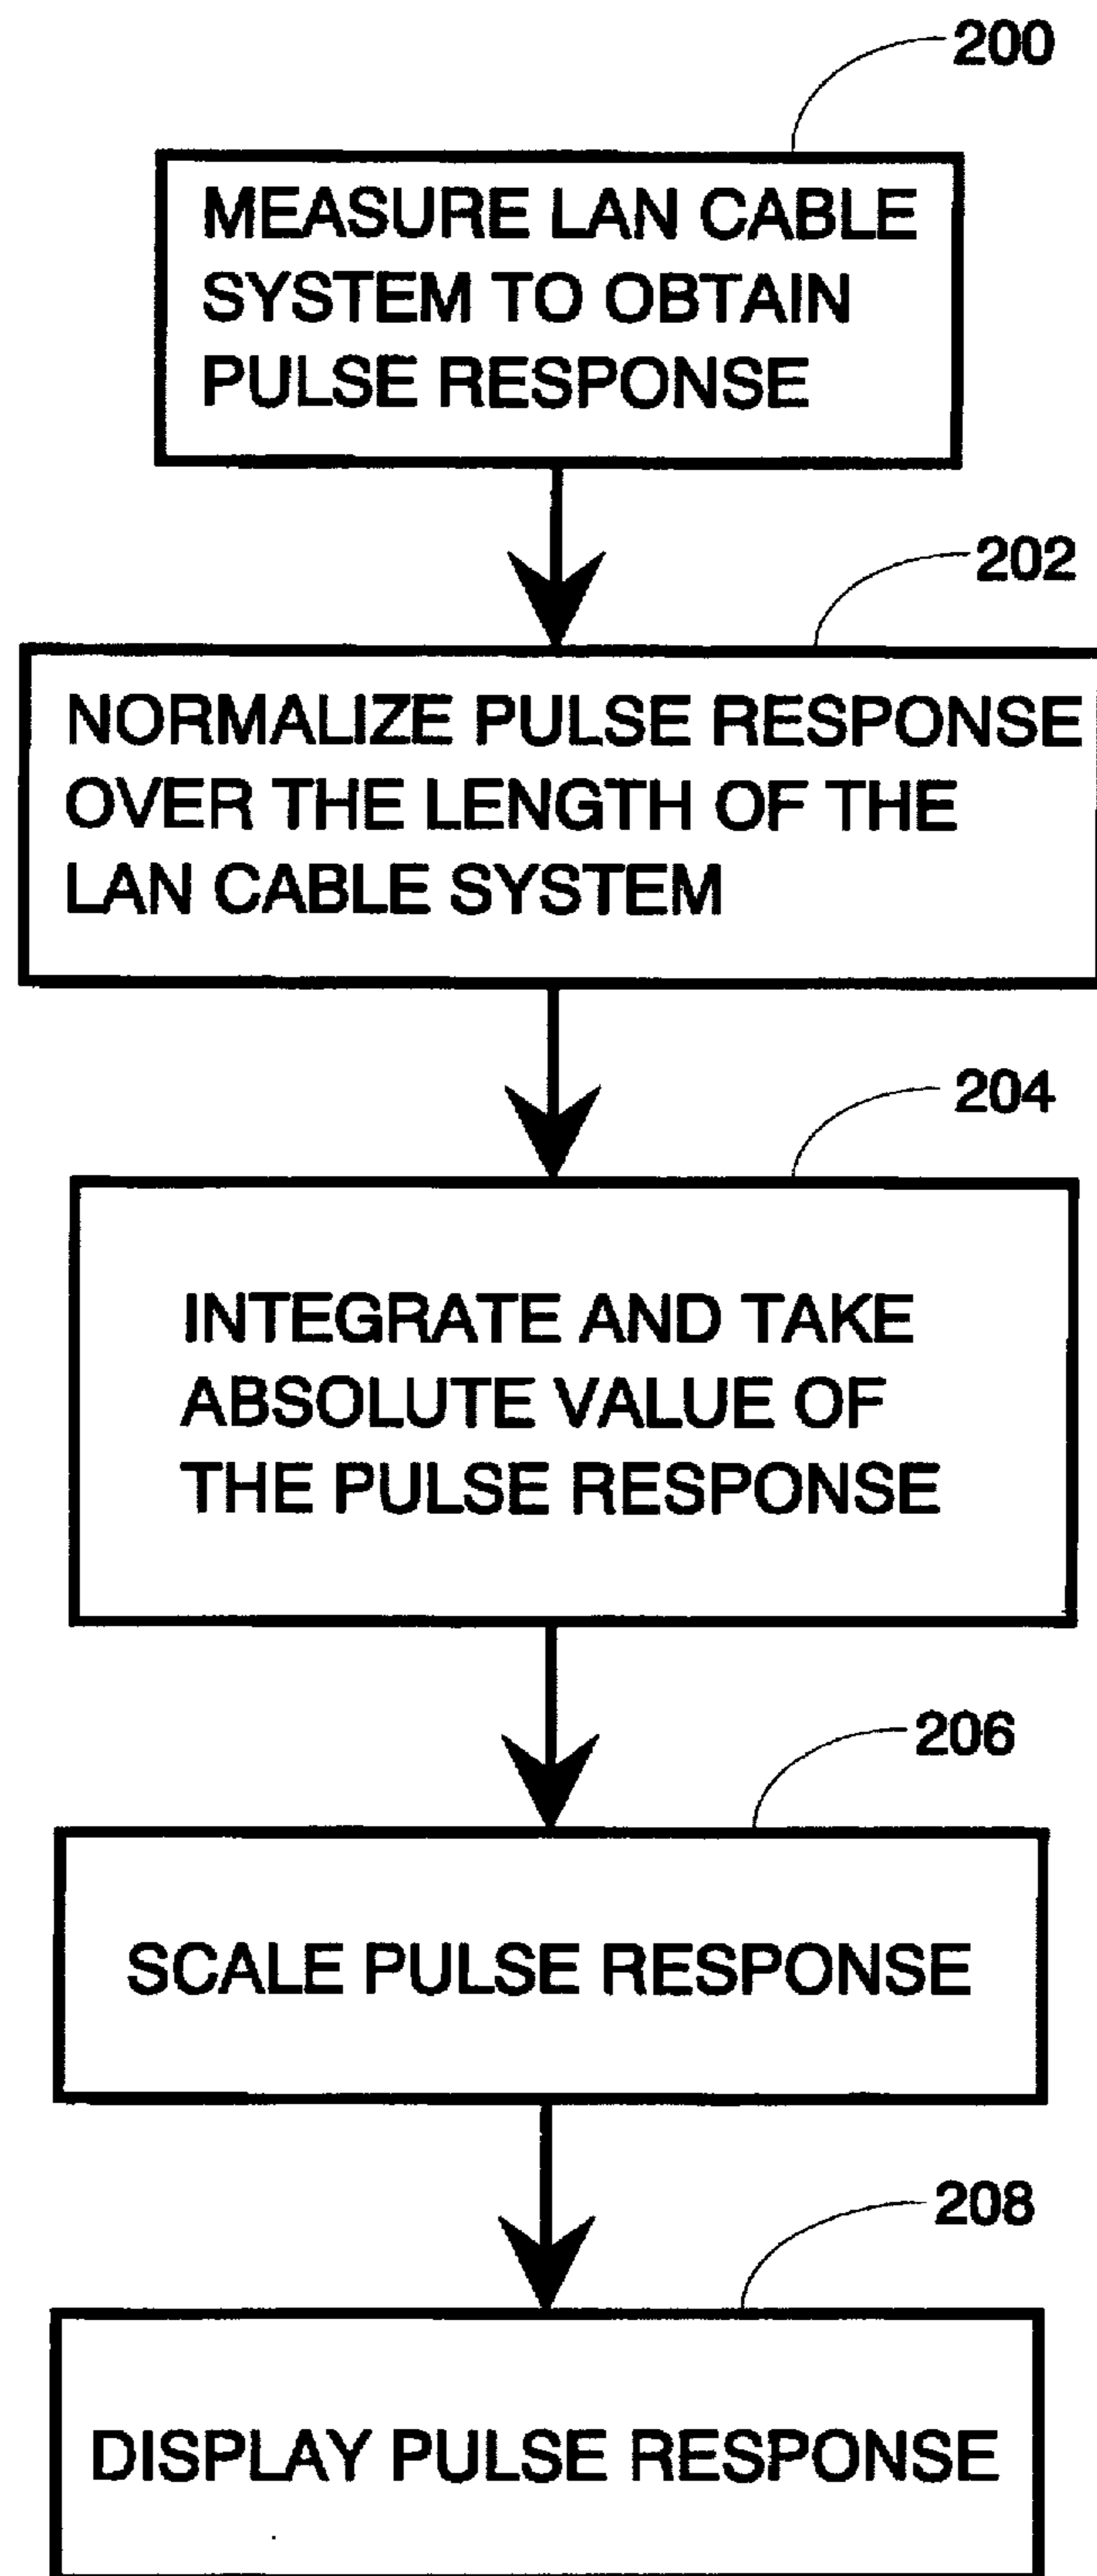 200
MEASURE LAN CABLE
SYSTEM TO OBTAIN
PULSE RESPONSE
202
NORMALIZE PULSE RESPONSE
OVER THE LENGTH OF THE
LAN CABLE SYSTEM
204
INTEGRATE AND TAKE
ABSOLUTE VALUE OF
THE PULSE RESPONSE
206
SCALE PULSE RESPONSE
208
DISPLAY PULSE RESPONSE